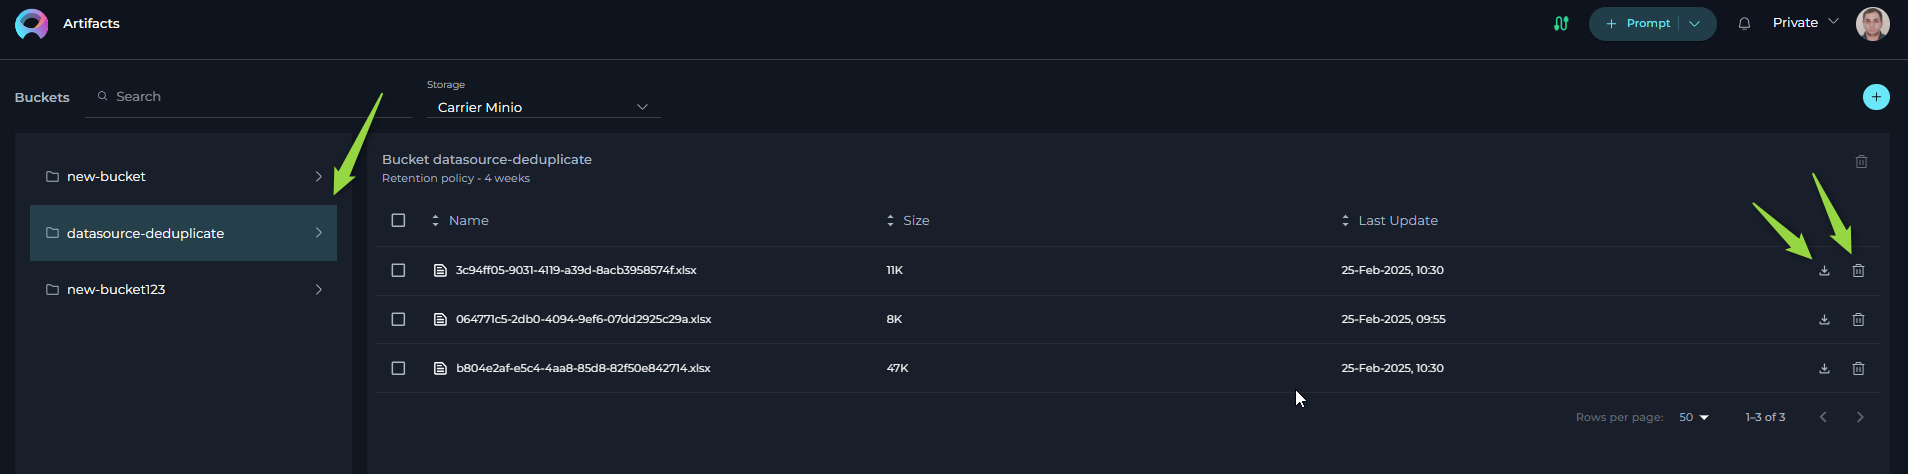 Artifacts
Prompt
Private
Buckets
Search
Storage
Carrier Minio
new-bucket
datasource-deduplicate
new-bucket123
Bucket datasource-deduplicate
Retention policy - 4 weeks
Name Size Last Update
3c94ff05-9031-4119-a39d-8acb3958574f.xlsx 11K 25-Feb-2025, 10:30
064771c5-2db0-4094-9ef6-07dd2925c29a.xlsx 8K 25-Feb-2025, 09:55
b804e2af-e5c4-4aa8-85d8-82f50e842714.xlsx 47K 25-Feb-2025, 10:30
Rows per page: 50 1–3 of 3